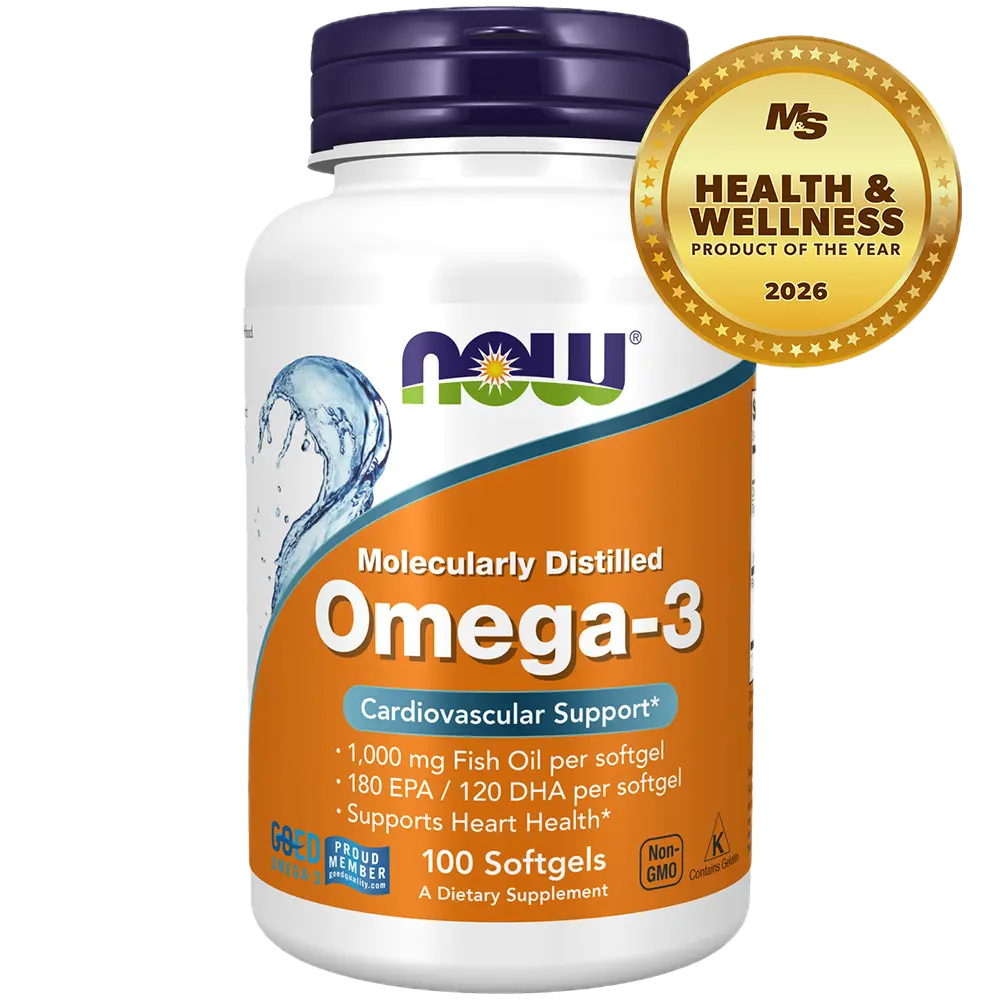 M&S
HEALTH &
WELLNESS
PRODUCT OF THE YEAR
2026
now®
Molecularly Distilled
Omega-3
Cardiovascular Support*
• 1,000 mg Fish Oil per softgel
• 180 EPA / 120 DHA per softgel
• Supports Heart Health*
GOED
OMEGA-3
PROUD
MEMBER
goedquality.com
100 Softgels
A Dietary Supplement
Non-
GMO
K
Contains Gelatin